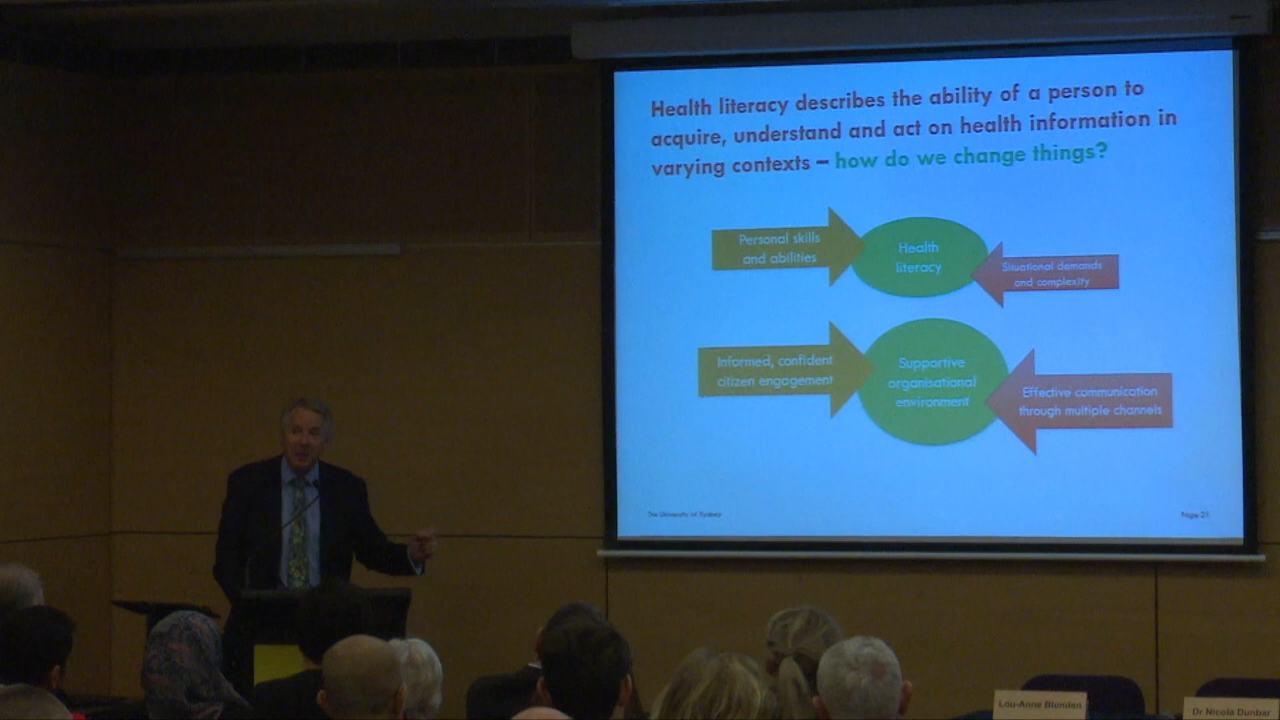 Health literacy describes the ability of a person to
acquire, understand and act on health information in
varying contexts – how do we change things?
Personal skills
and abilities
Health
literacy
Situational demands
and complexity
Informed, confident
citizen engagement
Supportive
organisational
environment
Effective communication
through multiple channels
The University of Sydney
Page 21
Lou-Anne Blunden
Dr Nicola Dunbar